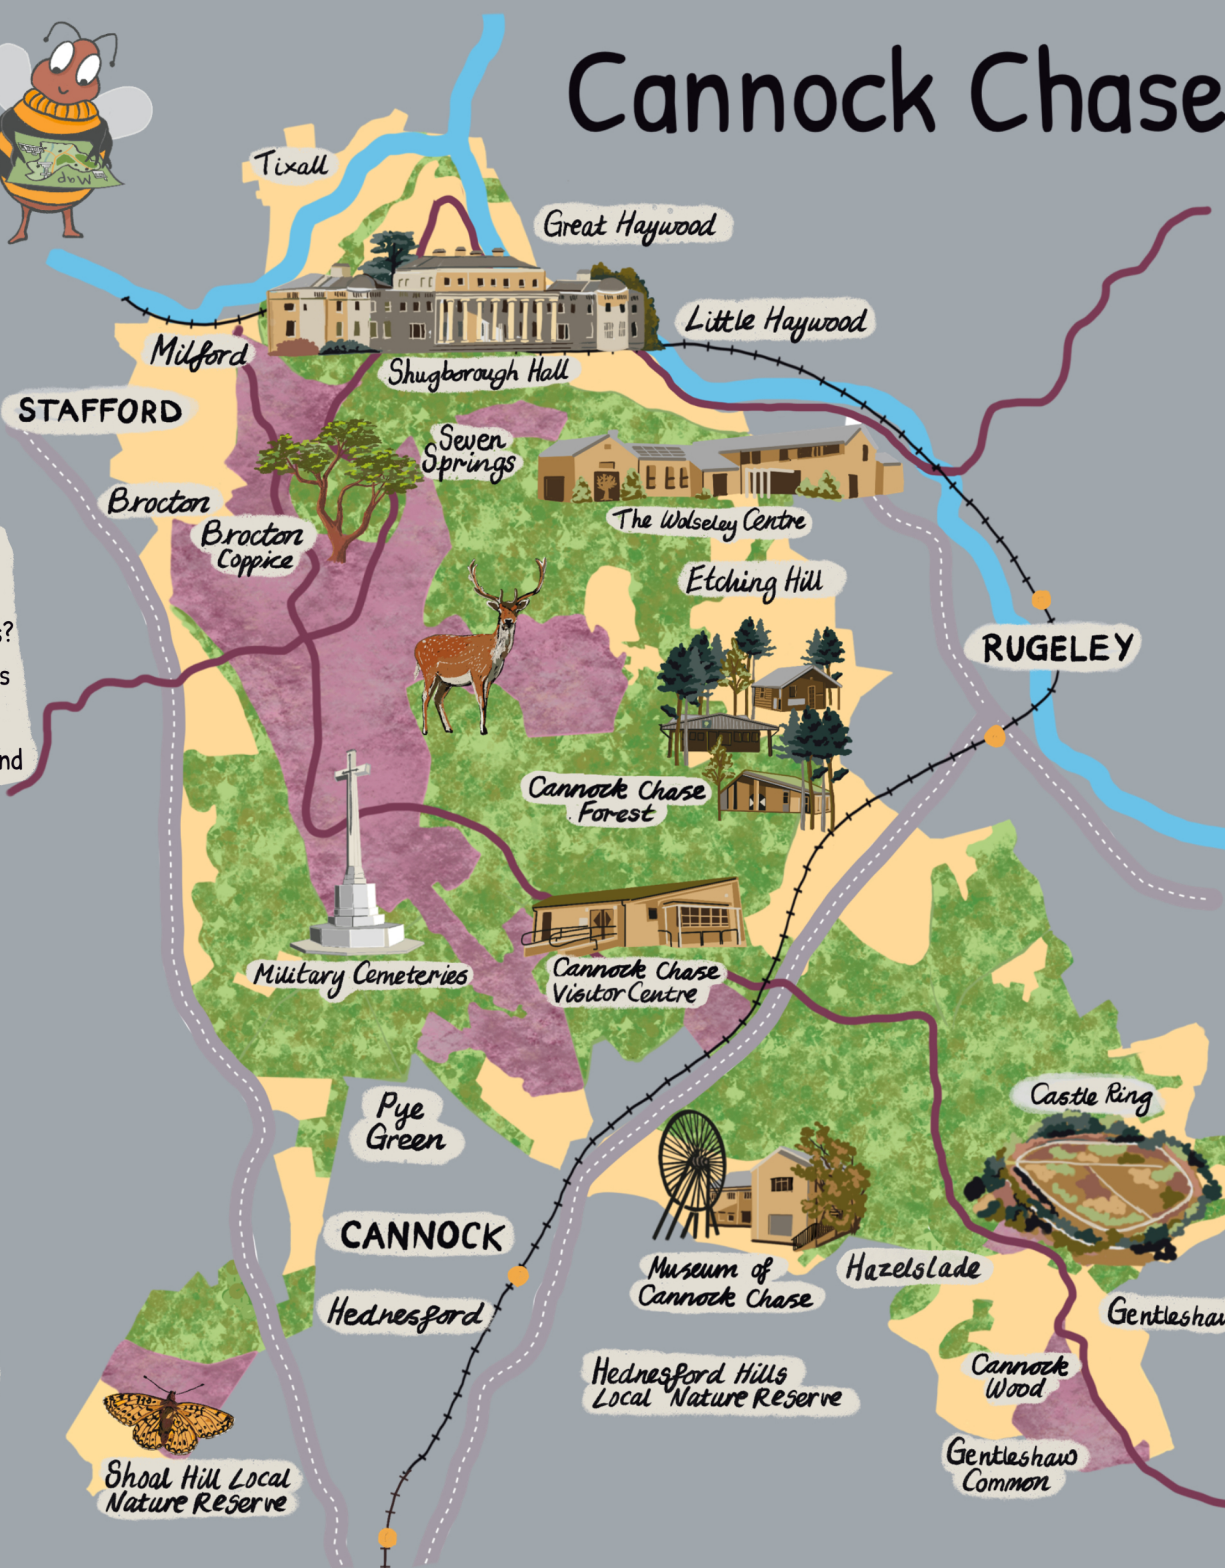 Cannock Chase
Map
Tixall
Great Haywood
Little Haywood
Milford
Shugborough Hall
STAFFORD
Seven
Springs
Brocton
The Wolseley Centre
Brocton
Coppice
Etching Hill
s?
RUGELEY
s
nd
Cannock Chase
Forest
Military Cemeteries
Cannock Chase
Visitor Centre
Pye
Green
Castle Ring
CANNOCK
Museum of
Cannock Chase
Hazelslade
Hednesford
Gentleshaw
Hednesford Hills
Local Nature Reserve
Cannock
Wood
Gentleshaw
Common
Shoal Hill Local
Nature Reserve